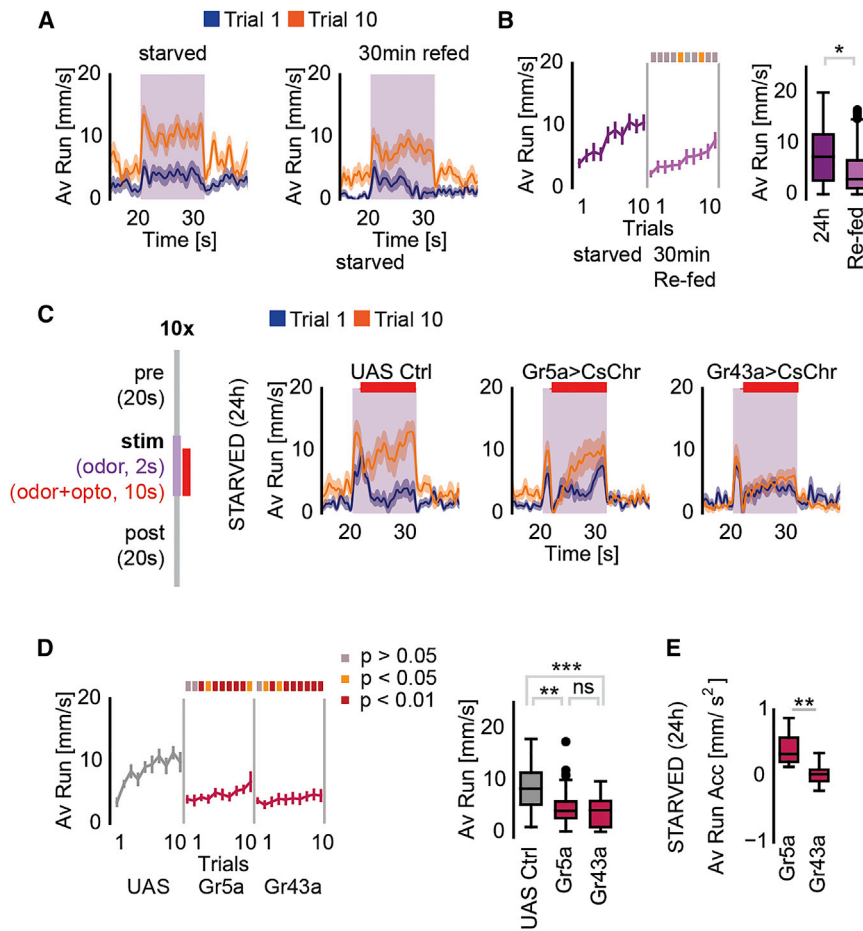 A
Trial 1 Trial 10
starved
30min refed
Av Run [mm/s]
20
10
0
20 30
Time [s]
Av Run [mm/s]
20
10
0
20 30
Time [s]
starved
B
Av Run [mm/s]
20
10
0
1 10 1 10
Trials
starved 30min
Re-fed
*
Av Run [mm/s]
20
10
0
24h
Re-fed
C
10x
pre
(20s)
stim
(odor, 2s)
(odor+opto, 10s)
post
(20s)
Trial 1 Trial 10
STARVED (24h)
UAS Ctrl
Gr5a>CsChr
Gr43a>CsChr
Av Run [mm/s]
20
10
0
20 30
20
10
0
20 30
20
10
0
20 30
Time [s]
D
p > 0.05
p < 0.05
p < 0.01
Av Run [mm/s]
20
10
0
1 10 1 10 1 10
Trials
UAS Gr5a Gr43a
***
** ns
Av Run [mm/s]
20
10
0
UAS Ctrl
Gr5a
Gr43a
E
STARVED (24h)
Av Run Acc [mm/ s2]
**
1
0
−1
Gr5a
Gr43a